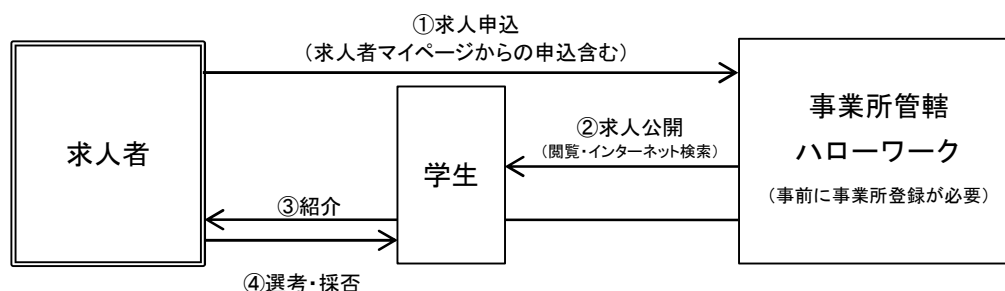 ①求人申込
(求人者マイページからの申込含む)
求人者
学生
②求人公開
(閲覧・インターネット検索)
事業所管轄
ハローワーク
(事前に事業所登録が必要)
③紹介
④選考・採否